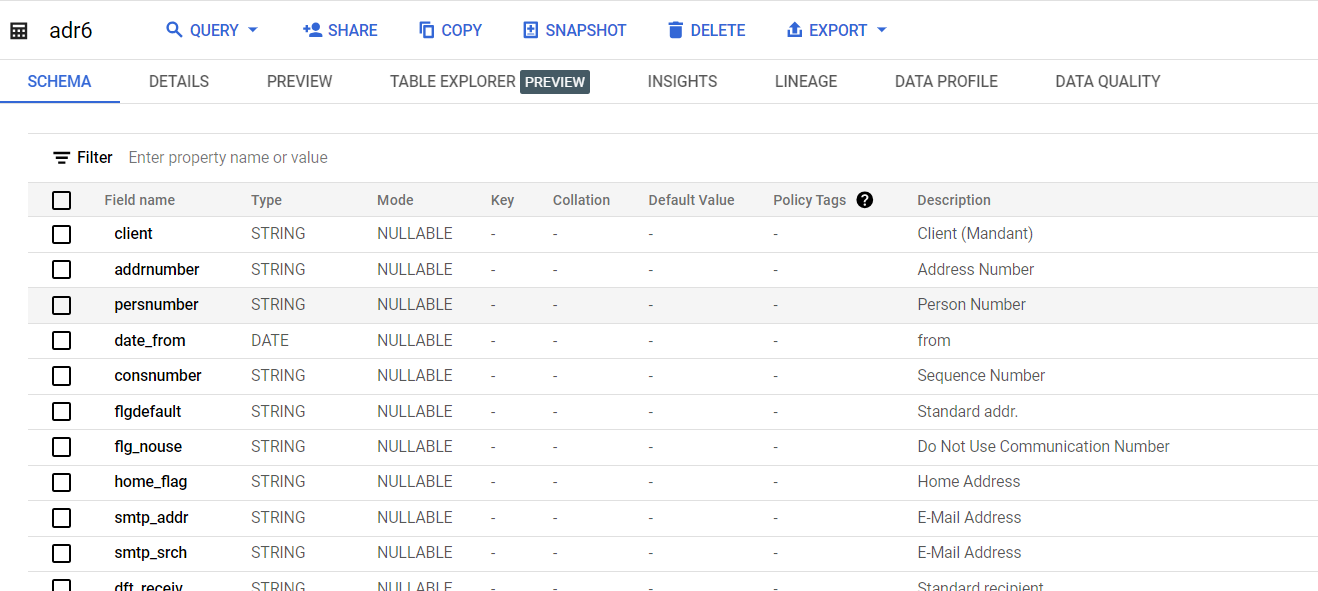 adr6 QUERY SHARE COPY SNAPSHOT DELETE EXPORT
SCHEMA DETAILS PREVIEW TABLE EXPLORER PREVIEW INSIGHTS LINEAGE DATA PROFILE DATA QUALITY
Filter Enter property name or value
Field name Type Mode Key Collation Default Value Policy Tags ? Description
client STRING NULLABLE - - - - Client (Mandant)
addrnumber STRING NULLABLE - - - - Address Number
persnumber STRING NULLABLE - - - - Person Number
date_from DATE NULLABLE - - - - from
consnumber STRING NULLABLE - - - - Sequence Number
flgdefault STRING NULLABLE - - - - Standard addr.
flg_nouse STRING NULLABLE - - - - Do Not Use Communication Number
home_flag STRING NULLABLE - - - - Home Address
smtp_addr STRING NULLABLE - - - - E-Mail Address
smtp_srch STRING NULLABLE - - - - E-Mail Address
dft_receiv STRING NULLABLE - - - - Standard recipient